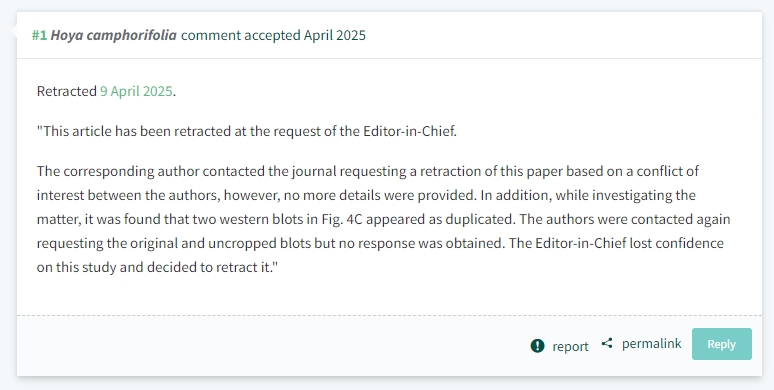 #1 Hoya camphorifolia comment accepted April 2025
Retracted 9 April 2025.
"This article has been retracted at the request of the Editor-in-Chief.
The corresponding author contacted the journal requesting a retraction of this paper based on a conflict of
interest between the authors, however, no more details were provided. In addition, while investigating the
matter, it was found that two western blots in Fig. 4C appeared as duplicated. The authors were contacted again
requesting the original and uncropped blots but no response was obtained. The Editor-in-Chief lost confidence
on this study and decided to retract it."
report permalink Reply